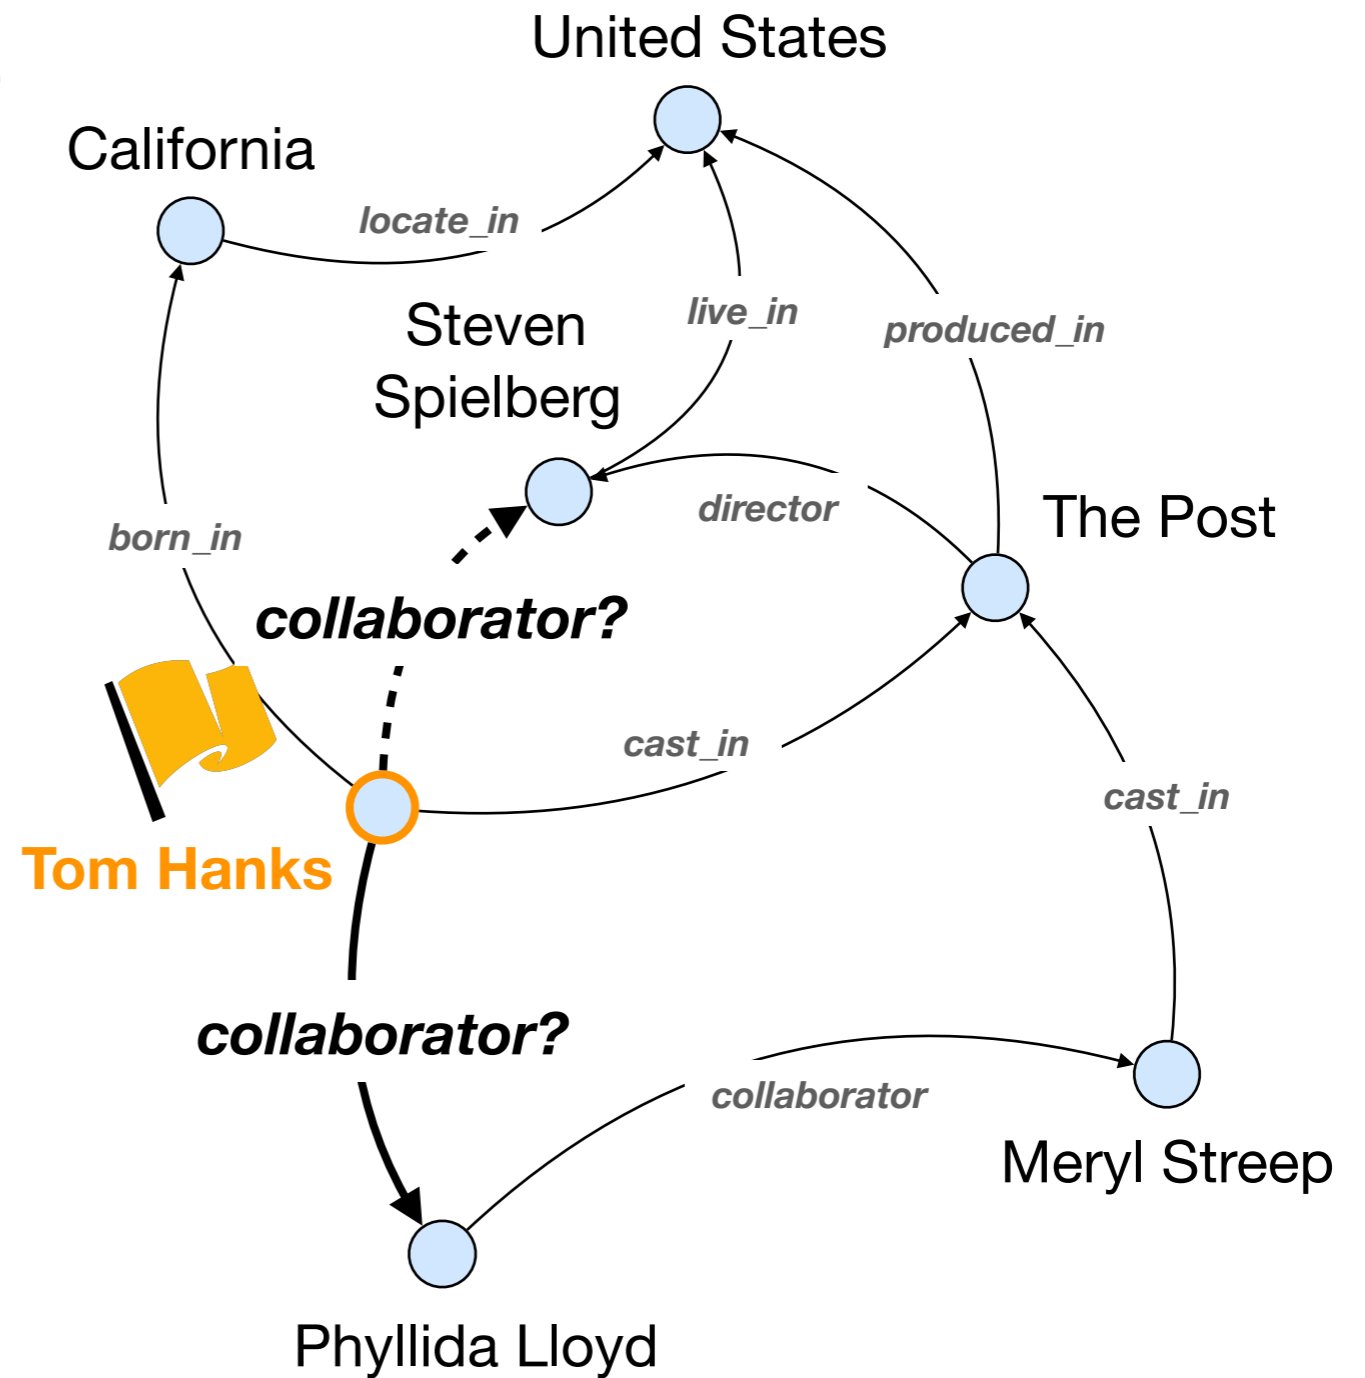 United States
California
locate_in
Steven
Spielberg
live_in
produced_in
director
The Post
born_in
collaborator?
cast_in
cast_in
Tom Hanks
collaborator?
collaborator
Meryl Streep
Phyllida Lloyd